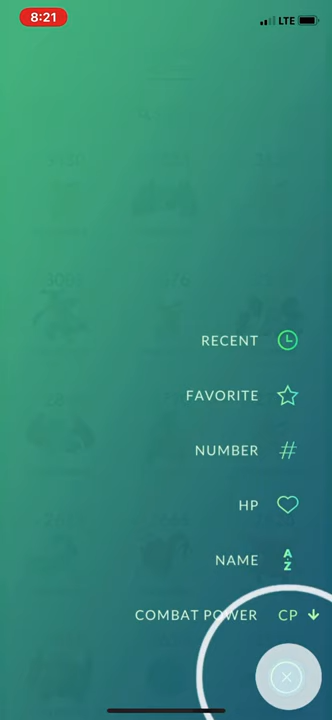 8:21
LTE
RECENT
FAVORITE
NUMBER #
HP
NAME A-Z
COMBAT POWER CP